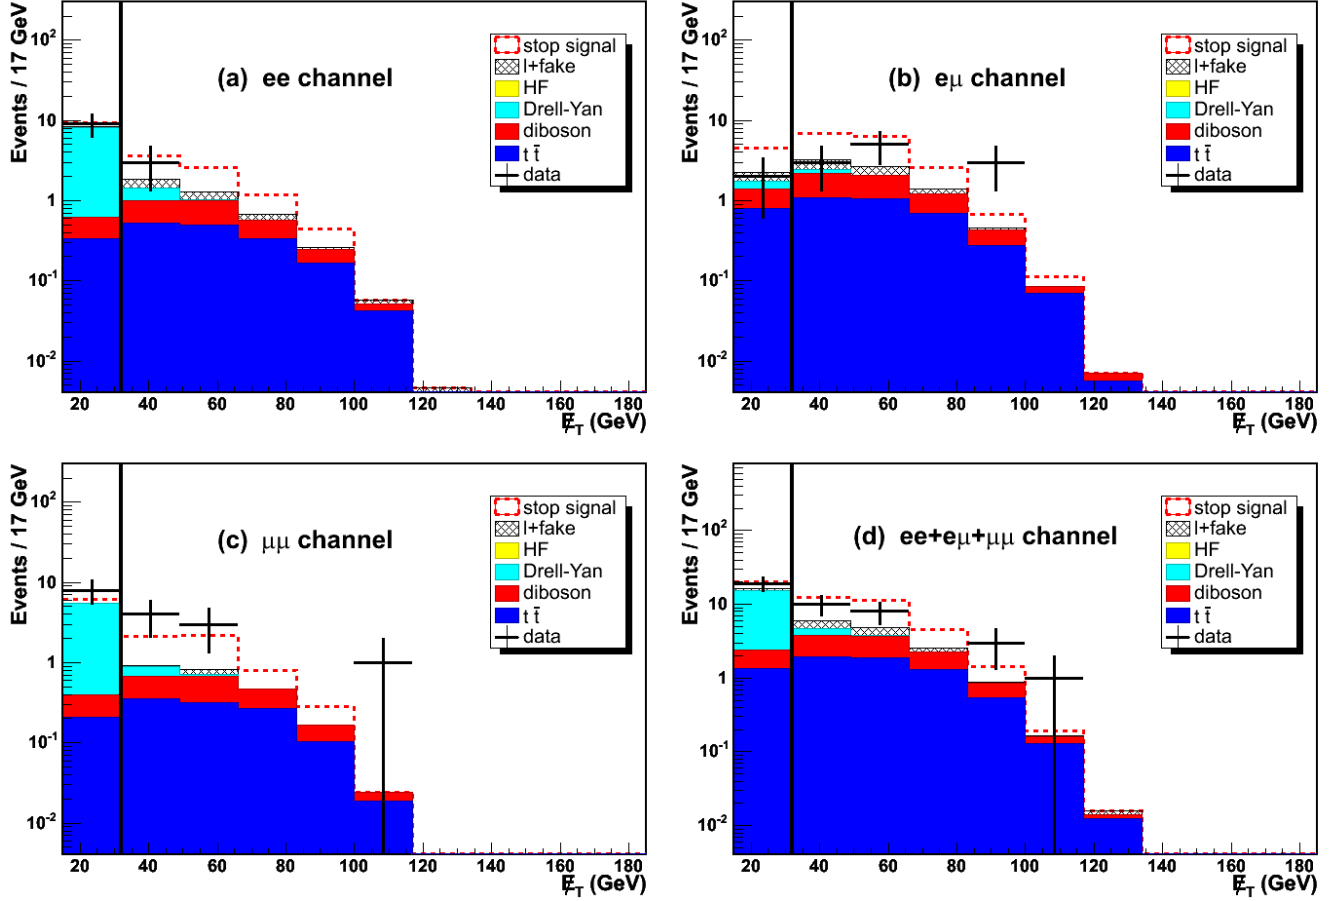 Events / 17 GeV
(a) ee channel
10²
10
1
10⁻¹
10⁻²
stop signal
l+fake
HF
Drell-Yan
diboson
t t̄
data
20 40 60 80 100 120 140 160 180
E̸_T (GeV)
Events / 17 GeV
(b) eμ channel
10²
10
1
10⁻¹
10⁻²
stop signal
l+fake
HF
Drell-Yan
diboson
t t̄
data
20 40 60 80 100 120 140 160 180
E̸_T (GeV)
Events / 17 GeV
(c) μμ channel
10²
10
1
10⁻¹
10⁻²
stop signal
l+fake
HF
Drell-Yan
diboson
t t̄
data
20 40 60 80 100 120 140 160 180
E̸_T (GeV)
Events / 17 GeV
(d) ee+eμ+μμ channel
10²
10
1
10⁻¹
10⁻²
stop signal
l+fake
HF
Drell-Yan
diboson
t t̄
data
20 40 60 80 100 120 140 160 180
E̸_T (GeV)